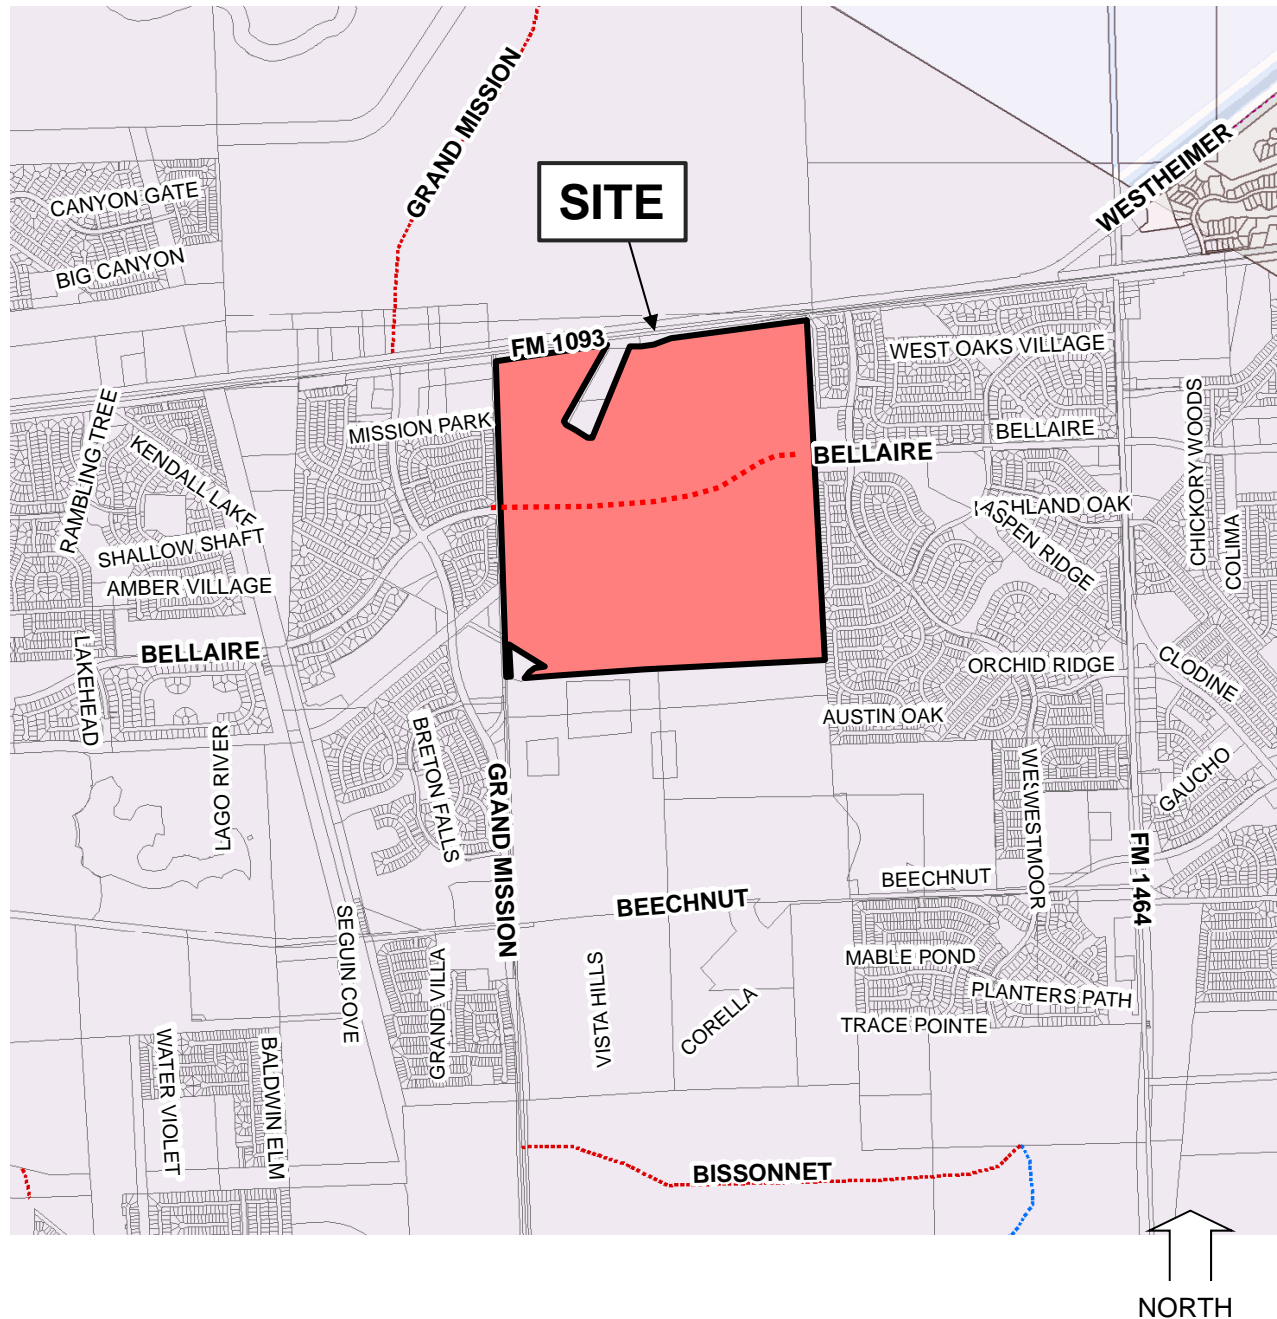 GRAND MISSION
WESTHEIMER
SITE
CANYON GATE
BIG CANYON
FM 1093
WEST OAKS VILLAGE
RAMBLING TREE
MISSION PARK
KENDALL LAKE
BELLAIRE
BELLAIRE
CHICKORY WOODS
SHALLOW SHAFT
HLAND OAK
ASPEN RIDGE
COLIMA
AMBER VILLAGE
BELLAIRE
LAKEHEAD
ORCHID RIDGE
CLODINE
AUSTIN OAK
LAGO RIVER
BRETON FALLS
GRAND MISSION
WE
WESTMOOR
GAUCHO
FM 1464
BEECHNUT
BEECHNUT
SEGUIN COVE
GRAND VILLA
VISTA HILLS
CORELLA
MABLE POND
PLANTERS PATH
TRACE POINTE
WATER VIOLET
BALDWIN ELM
BISSONNET
NORTH